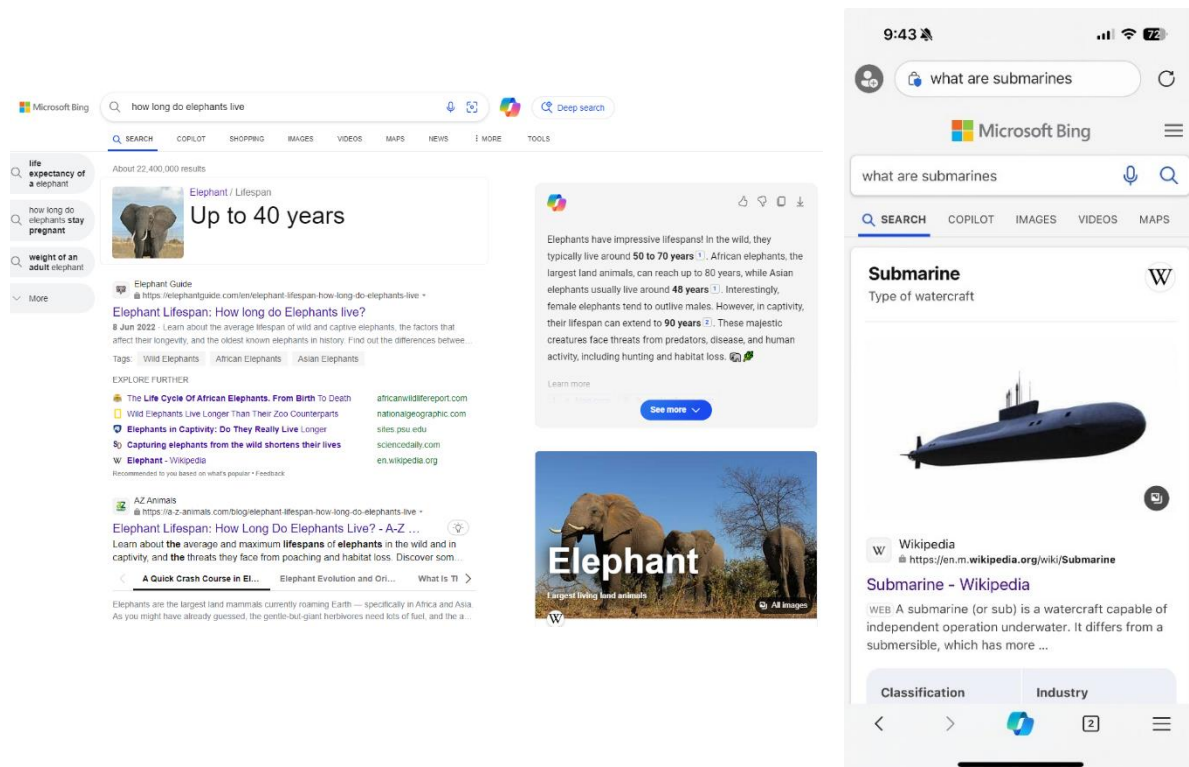 Microsoft Bing
how long do elephants live
Deep search
SEARCH COPILOT SHOPPING IMAGES VIDEOS MAPS NEWS MORE TOOLS
life
expectancy of
a elephant
how long do
elephants stay
pregnant
weight of an
adult elephant
More
About 22,400,000 results
Elephant / Lifespan
Up to 40 years
Elephant Guide
https://elephantguide.com/en/elephant-lifespan-how-long-do-elephants-live
Elephant Lifespan: How long do Elephants live?
8 Jun 2022 · Learn about the average lifespan of wild and captive elephants, the factors that
affect their longevity, and the oldest known elephants in history. Find out the differences betwee...
Tags: Wild Elephants African Elephants Asian Elephants
EXPLORE FURTHER
The Life Cycle Of African Elephants. From Birth To Death africanwildlifereport.com
Wild Elephants Live Longer Than Their Zoo Counterparts nationalgeographic.com
Elephants in Captivity: Do They Really Live Longer sites.psu.edu
Capturing elephants from the wild shortens their lives sciencedaily.com
W Elephant - Wikipedia en.wikipedia.org
Recommended to you based on what's popular • Feedback
AZ Animals
https://a-z-animals.com/blog/elephant-lifespan-how-long-do-elephants-live
Elephant Lifespan: How Long Do Elephants Live? - A-Z ...
Learn about the average and maximum lifespans of elephants in the wild and in
captivity, and the threats they face from poaching and habitat loss. Discover som...
A Quick Crash Course in El... Elephant Evolution and Ori... What Is Tl
Elephants are the largest land mammals currently roaming Earth — specifically in Africa and Asia.
As you might have already guessed, the gentle-but-giant herbivores need lots of fuel, and the a...
Elephants have impressive lifespans! In the wild, they
typically live around 50 to 70 years 1. African elephants, the
largest land animals, can reach up to 80 years, while Asian
elephants usually live around 48 years 1. Interestingly,
female elephants tend to outlive males. However, in captivity,
their lifespan can extend to 90 years 2. These majestic
creatures face threats from predators, disease, and human
activity, including hunting and habitat loss.
Learn more
See more
Elephant
Largest living land animals
All images
W
9:43
72
what are submarines
Microsoft Bing
what are submarines
SEARCH COPILOT IMAGES VIDEOS MAPS
Submarine
Type of watercraft
W
W
Wikipedia
https://en.m.wikipedia.org/wiki/Submarine
Submarine - Wikipedia
WEB A submarine (or sub) is a watercraft capable of
independent operation underwater. It differs from a
submersible, which has more ...
Classification Industry
2